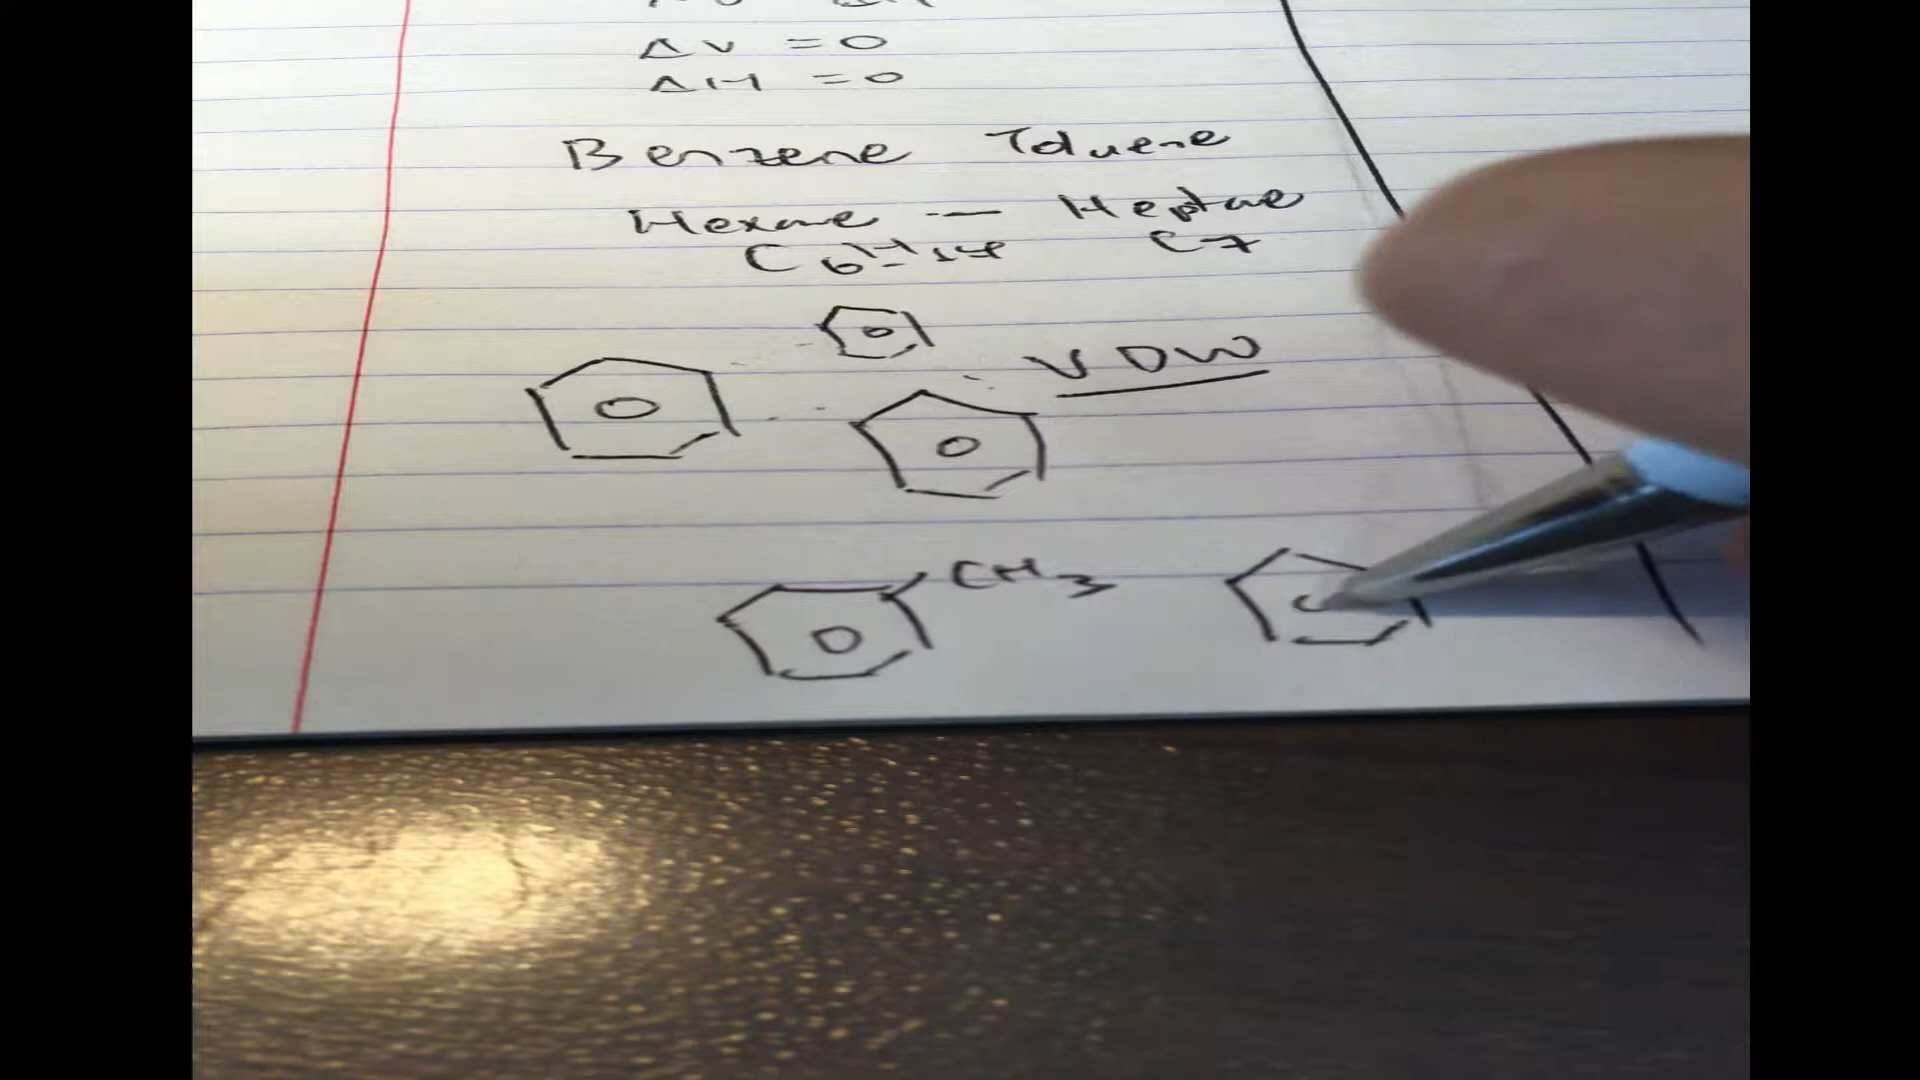 ΔV = 0
ΔH = 0
Benzene Toluene
Hexane — Heptane
C6H14 C7
VDW
CH3